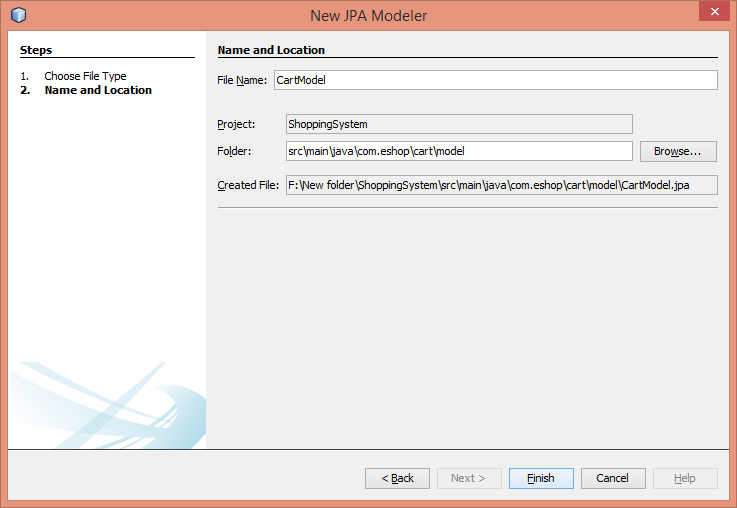 New JPA Modeler
Steps
1. Choose File Type
2. Name and Location
Name and Location
File Name: CartModel
Project: ShoppingSystem
Folder: src\main\java\com.eshop\cart\model Browse...
Created File: F:\New folder\ShoppingSystem\src\main\java\com.eshop\cart\model\CartModel.jpa
< Back Next > Finish Cancel Help